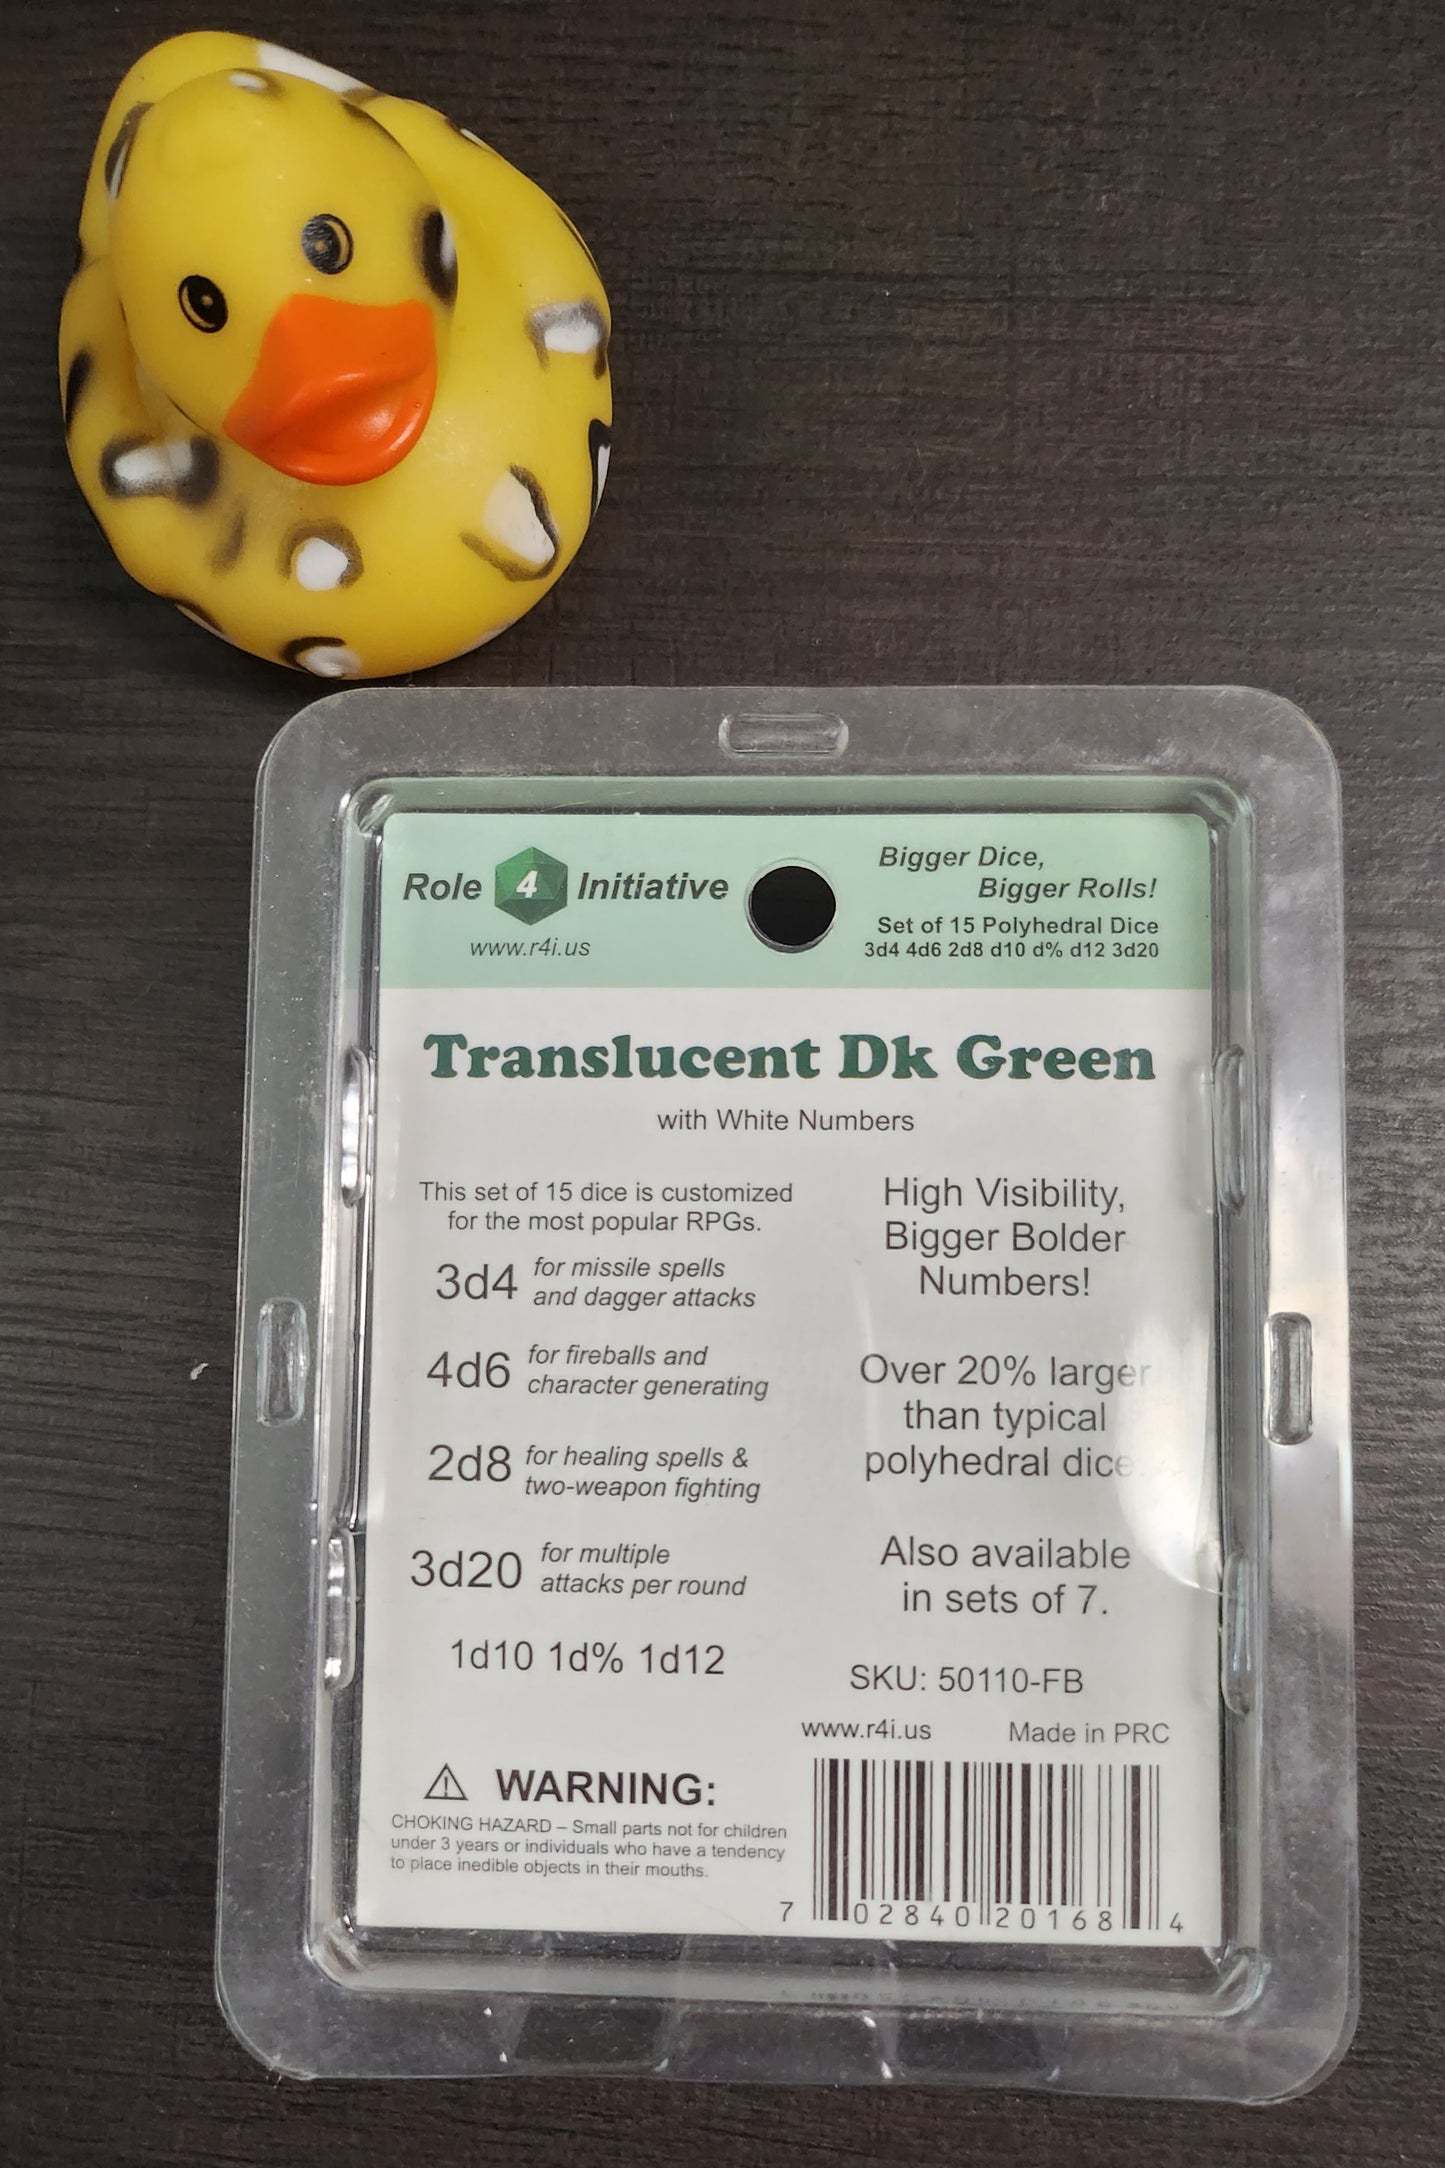 Role 4 Initiative
www.r4i.us
Bigger Dice,
Bigger Rolls!
Set of 15 Polyhedral Dice
3d4 4d6 2d8 d10 d% d12 3d20
Translucent Dk Green
with White Numbers
This set of 15 dice is customized
for the most popular RPGs.
3d4 for missile spells
and dagger attacks
4d6 for fireballs and
character generating
2d8 for healing spells &
two-weapon fighting
3d20 for multiple
attacks per round
1d10 1d% 1d12
High Visibility,
Bigger Bolder
Numbers!
Over 20% larger
than typical
polyhedral dice.
Also available
in sets of 7.
SKU: 50110-FB
www.r4i.us Made in PRC
⚠ WARNING:
CHOKING HAZARD – Small parts not for children
under 3 years or individuals who have a tendency
to place inedible objects in their mouths.
7 02840 20168 4